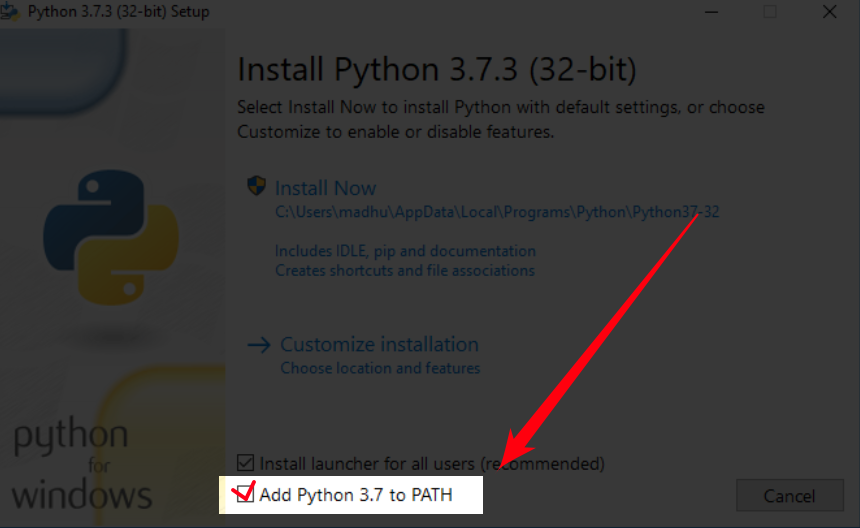 Python 3.7.3 (32-bit) Setup
Install Python 3.7.3 (32-bit)
Select Install Now to install Python with default settings, or choose
Customize to enable or disable features.
Install Now
C:\Users\madhu\AppData\Local\Programs\Python\Python37-32
Includes IDLE, pip and documentation
Creates shortcuts and file associations
Customize installation
Choose location and features
python
for
windows
Install launcher for all users (recommended)
Add Python 3.7 to PATH
Cancel